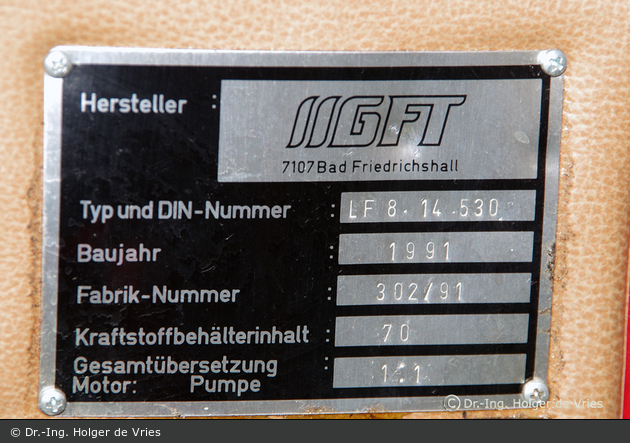 Hersteller : GFT
7107 Bad Friedrichshall
Typ und DIN-Nummer : LF 8. 14.530
Baujahr : 1991
Fabrik-Nummer : 302/91
Kraftstoffbehälterinhalt : 70
Gesamtübersetzung
Motor: Pumpe : 1.1
© Dr.-Ing. Holger de Vries
© Dr.-Ing. Holger de Vries